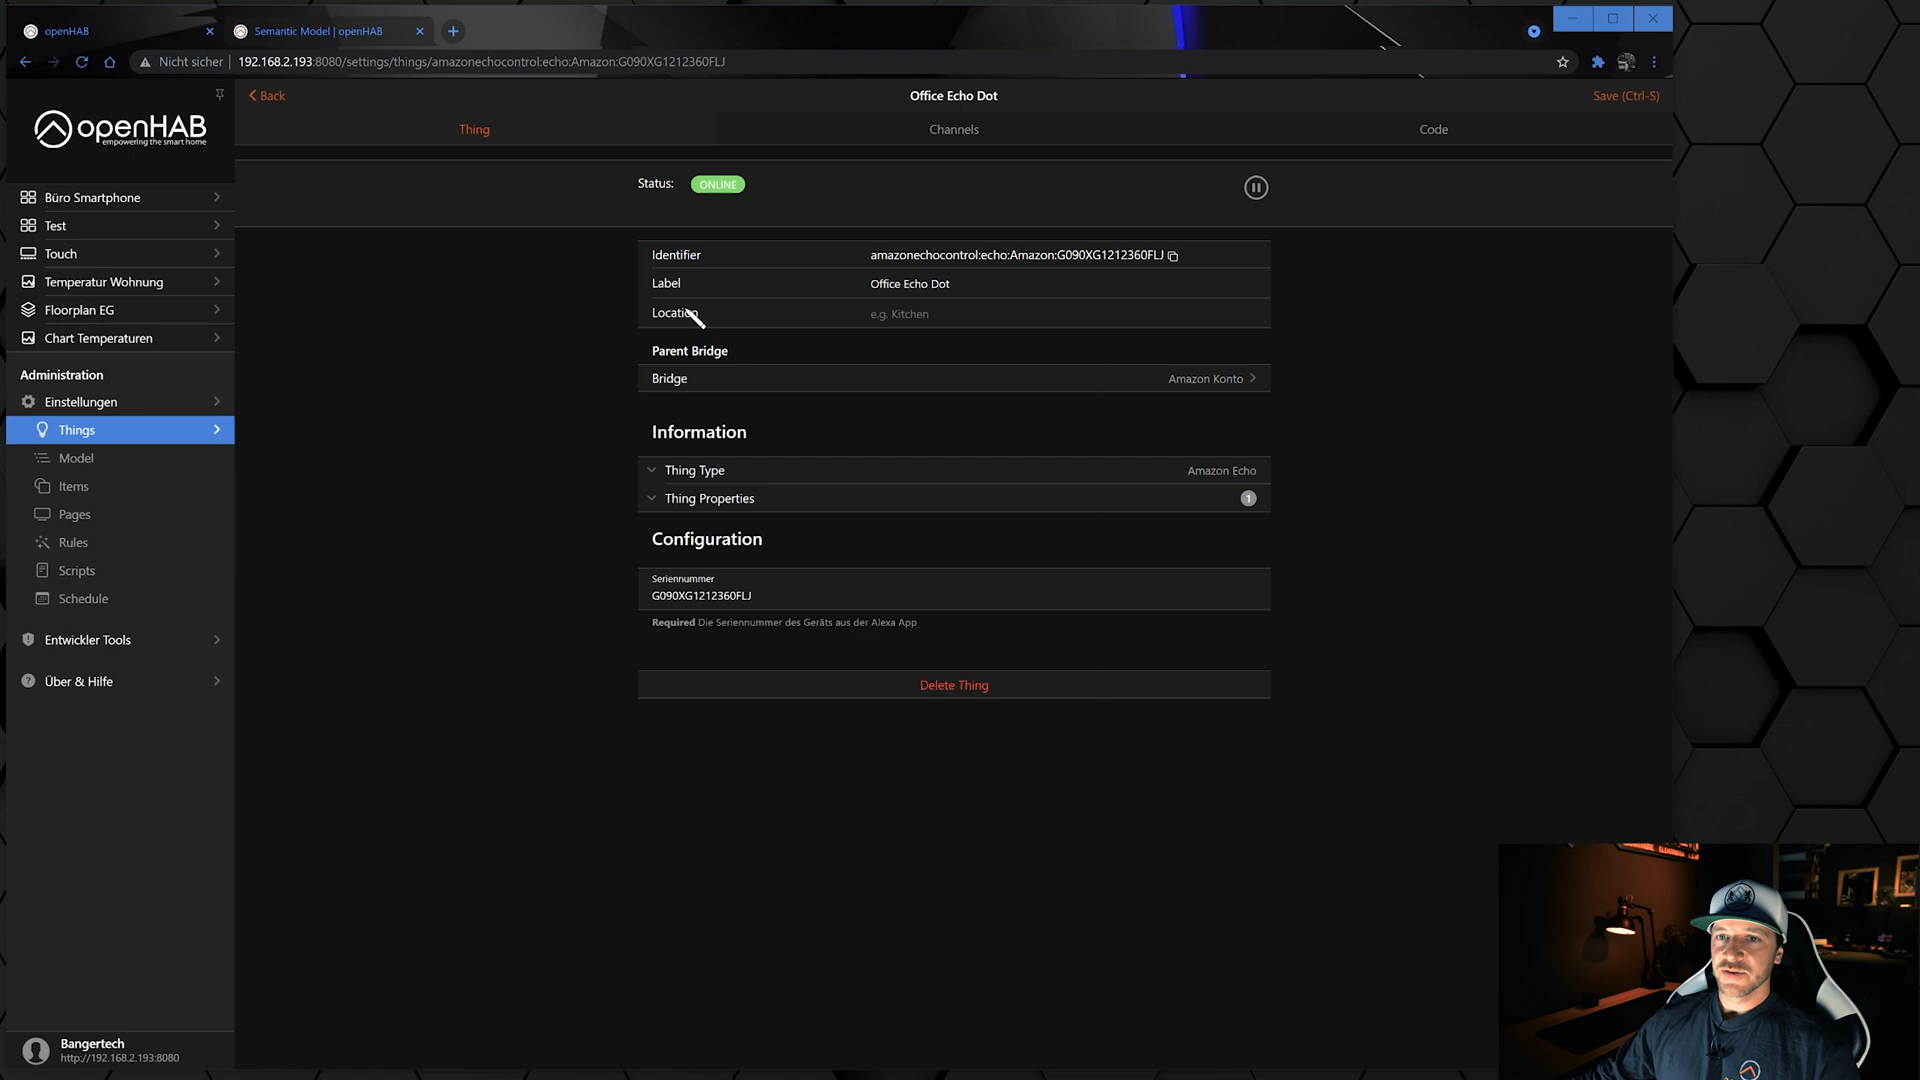 openHAB
Semantic Model | openHAB
Nicht sicher
192.168.2.193:8080/settings/things/amazonechocontrol:echo:Amazon:G090XG1212360FLJ
openHAB
empowering the smart home
Back
Office Echo Dot
Save (Ctrl-S)
Thing
Channels
Code
Status:
ONLINE
Büro Smartphone
Test
Touch
Temperatur Wohnung
Floorplan EG
Chart Temperaturen
Administration
Einstellungen
Things
Model
Items
Pages
Rules
Scripts
Schedule
Entwickler Tools
Über & Hilfe
Identifier
amazonechocontrol:echo:Amazon:G090XG1212360FLJ
Label
Office Echo Dot
Location
e.g. Kitchen
Parent Bridge
Bridge
Amazon Konto
Information
Thing Type
Amazon Echo
Thing Properties
1
Configuration
Seriennummer
G090XG1212360FLJ
Required Die Seriennummer des Geräts aus der Alexa App
Delete Thing
Bangertech
http://192.168.2.193:8080